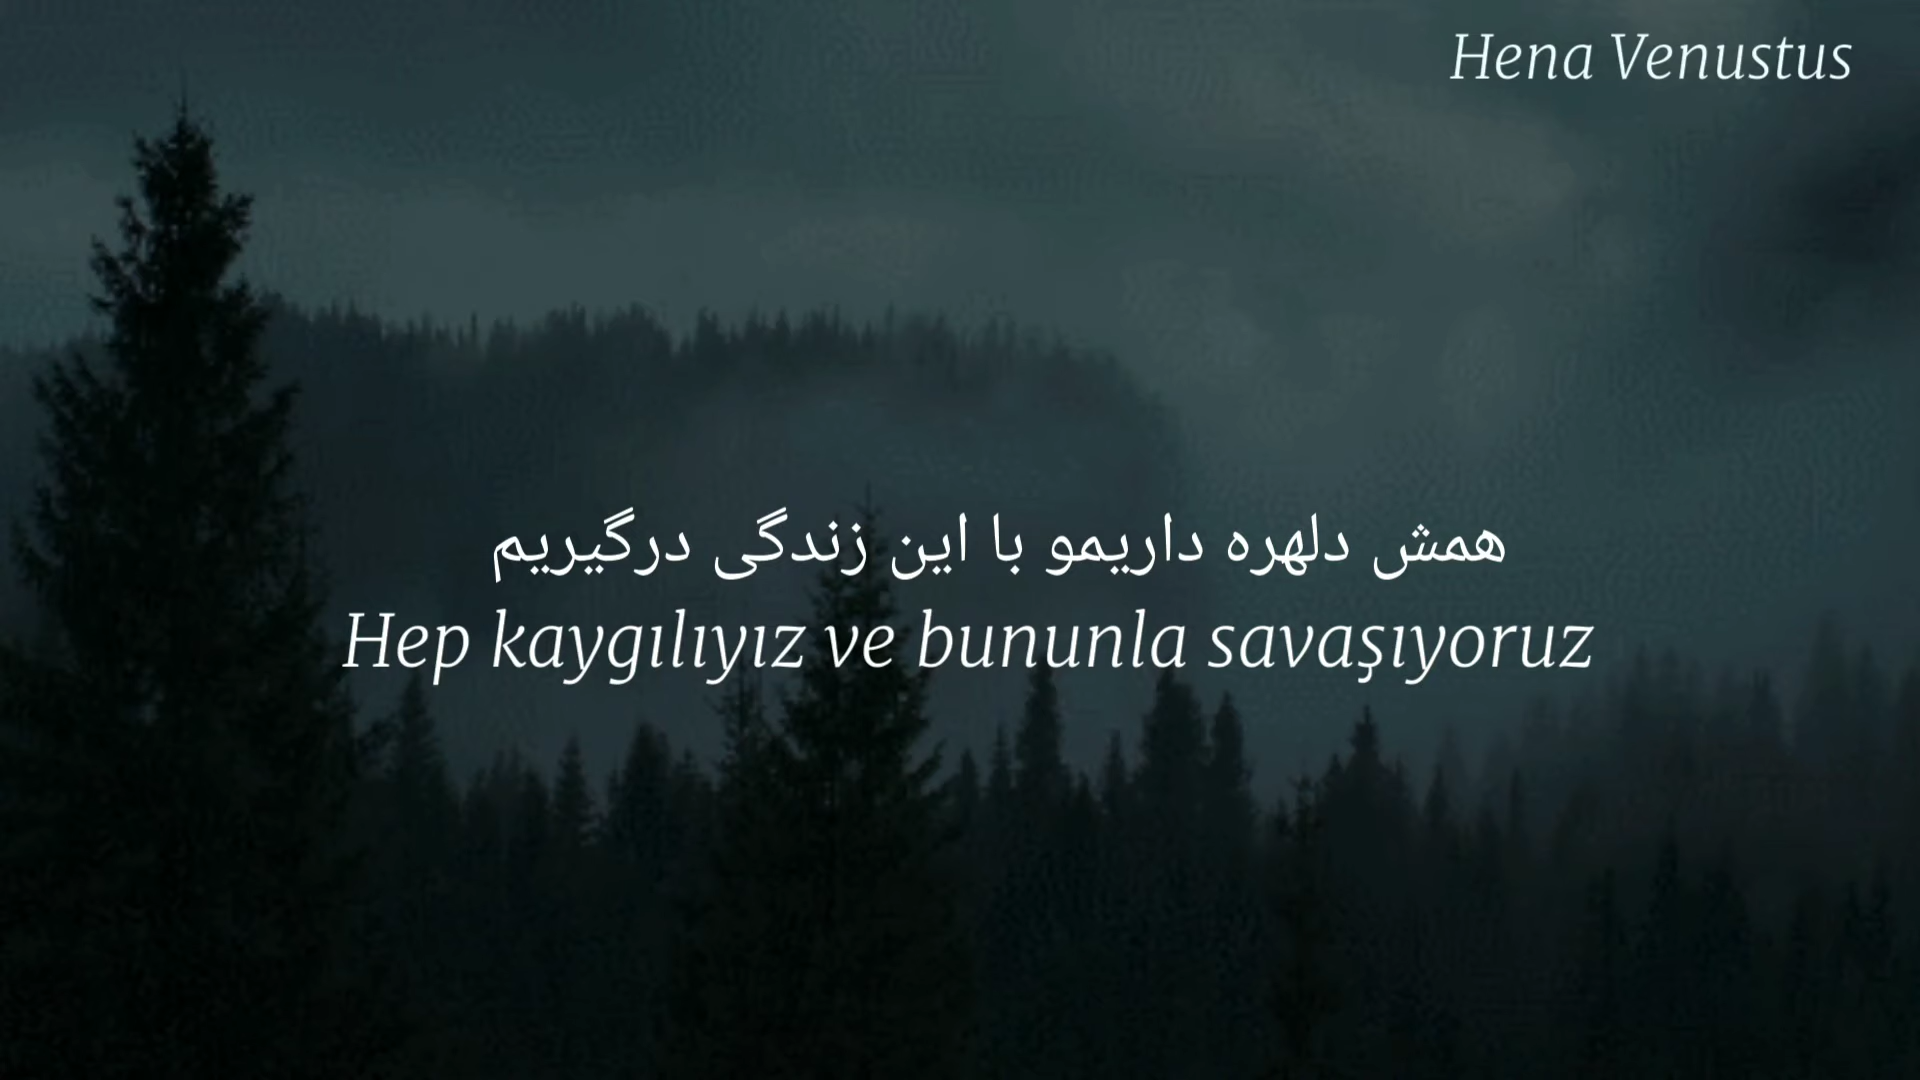 Hena Venustus
همش دلهره داریمو با این زندگی درگیریم
Hep kaygılıyız ve bununla savaşıyoruz